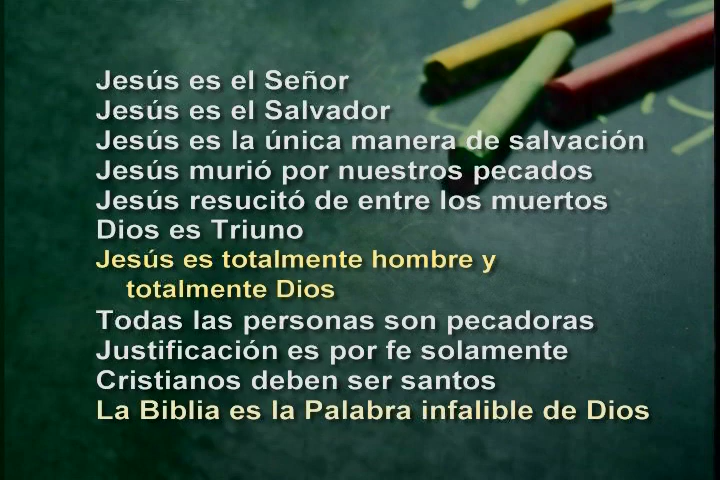 Jesús es el Señor
Jesús es el Salvador
Jesús es la única manera de salvación
Jesús murió por nuestros pecados
Jesús resucitó de entre los muertos
Dios es Triuno
Jesús es totalmente hombre y
totalmente Dios
Todas las personas son pecadoras
Justificación es por fe solamente
Cristianos deben ser santos
La Biblia es la Palabra infalible de Dios